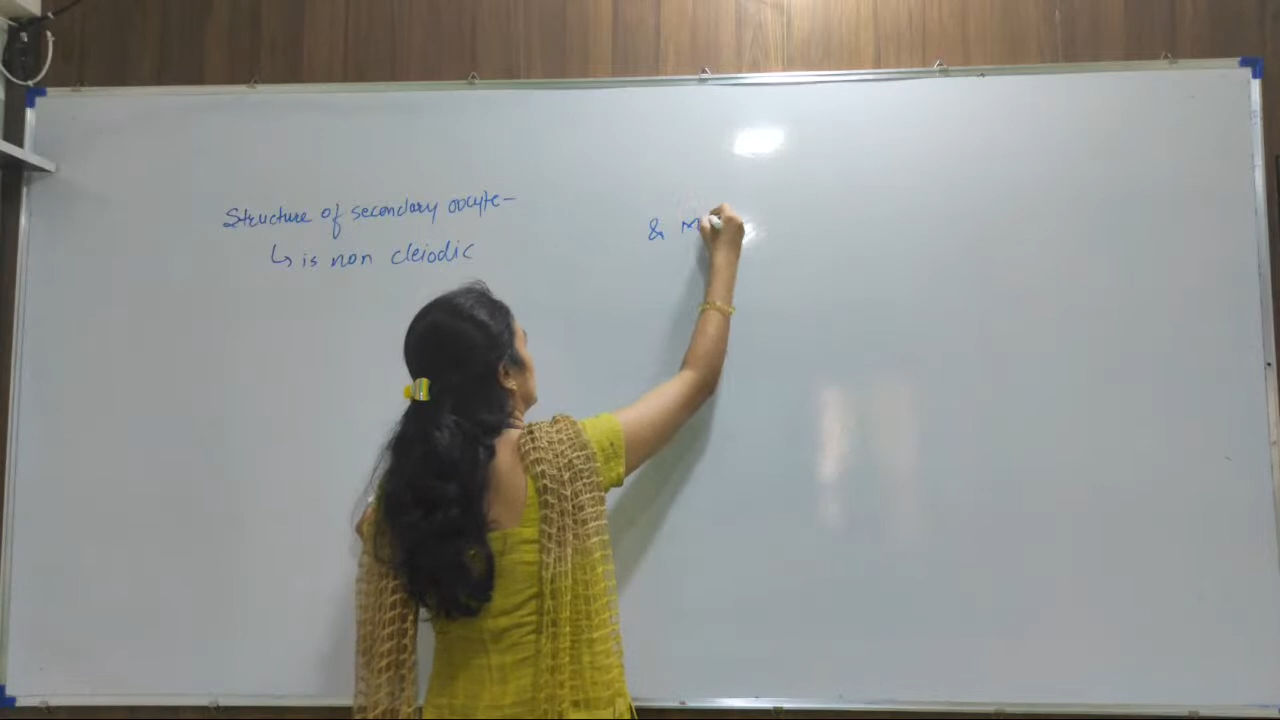 Structure of secondary oocyte-
↳ is non cleiodic
& M